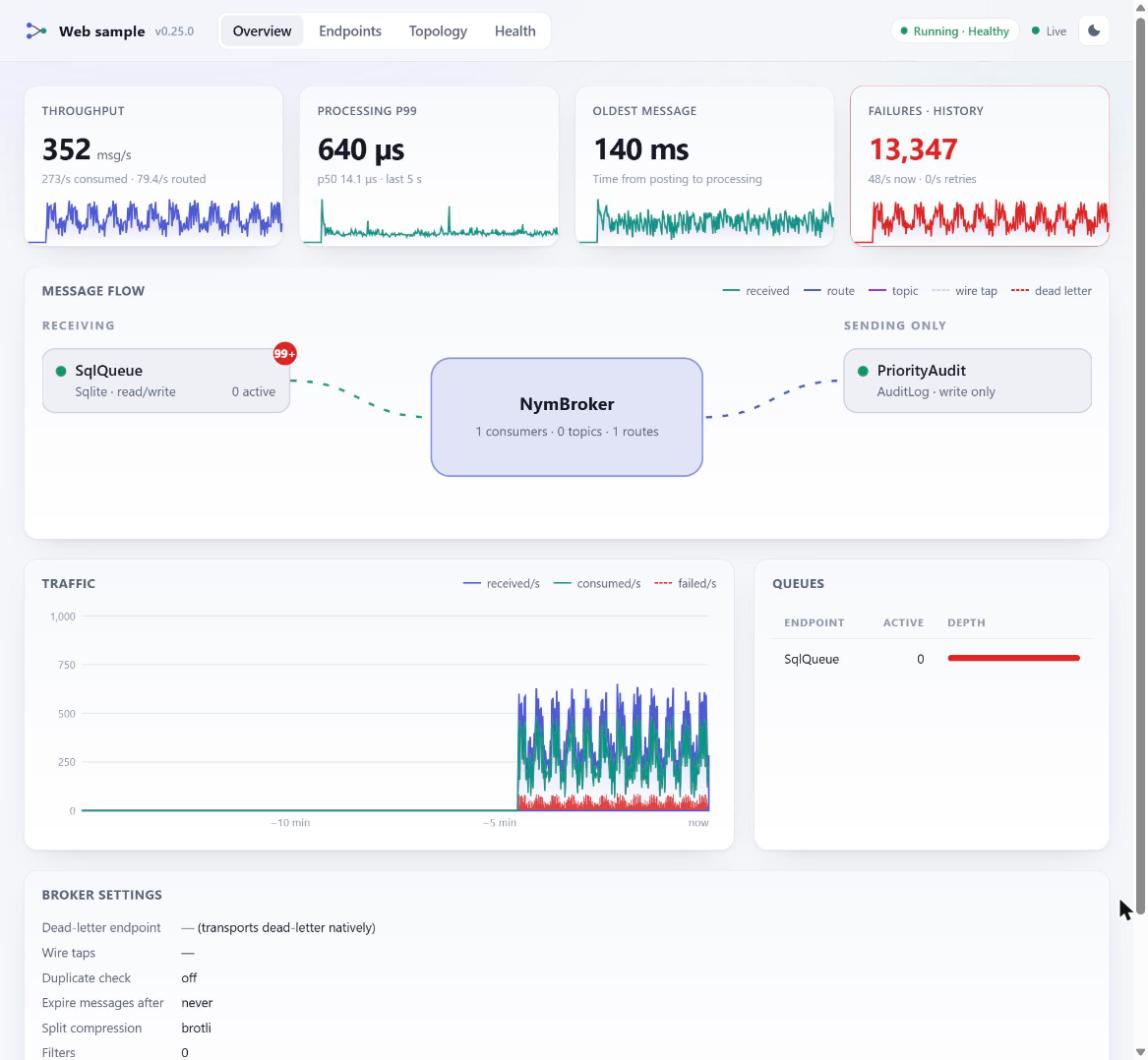 Web sample v0.25.0 Overview Endpoints Topology Health Running · Healthy Live
THROUGHPUT
352 msg/s
273/s consumed · 79.4/s routed
PROCESSING P99
640 µs
p50 14.1 µs · last 5 s
OLDEST MESSAGE
140 ms
Time from posting to processing
FAILURES · HISTORY
13,347
48/s now · 0/s retries
MESSAGE FLOW received route topic wire tap dead letter
RECEIVING
99+
SqlQueue
Sqlite · read/write 0 active
NymBroker
1 consumers · 0 topics · 1 routes
SENDING ONLY
PriorityAudit
AuditLog · write only
TRAFFIC received/s consumed/s failed/s
1,000
750
500
250
0
−10 min −5 min now
QUEUES
ENDPOINT ACTIVE DEPTH
SqlQueue 0
BROKER SETTINGS
Dead-letter endpoint — (transports dead-letter natively)
Wire taps —
Duplicate check off
Expire messages after never
Split compression brotli
Filters 0